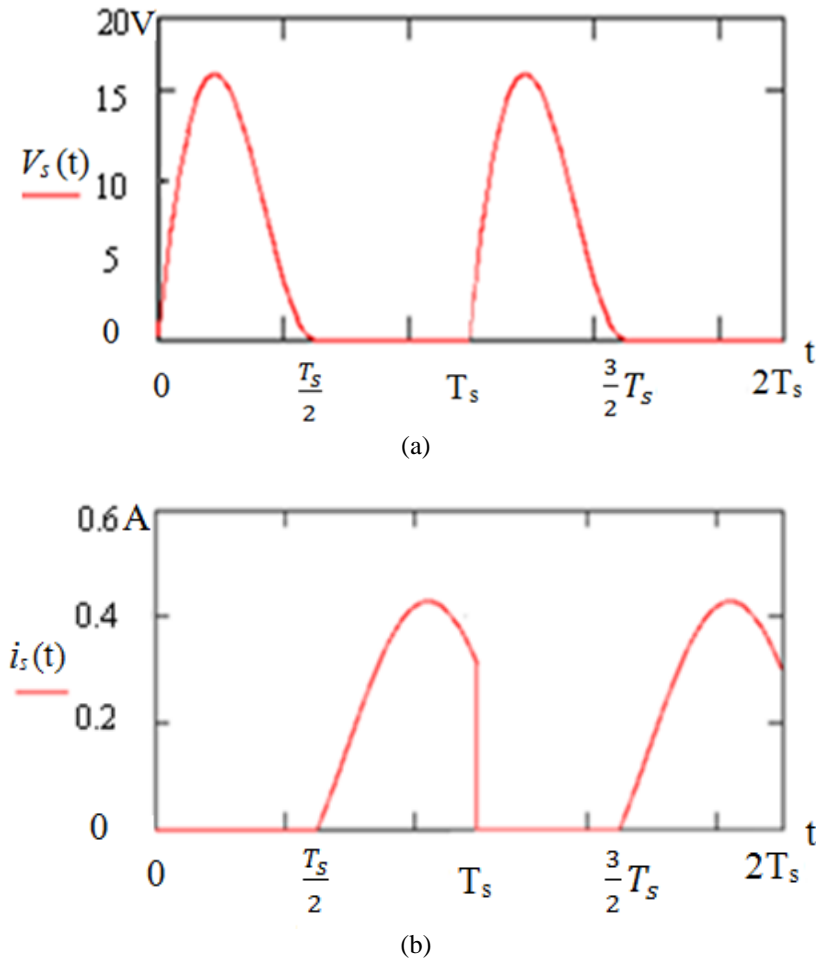 20V
15
V_s(t)
10
5
0
t
0
T_s/2
T_s
3/2 T_s
2T_s
(a)
0.6 A
0.4
i_s(t)
0.2
0
t
0
T_s/2
T_s
3/2 T_s
2T_s
(b)